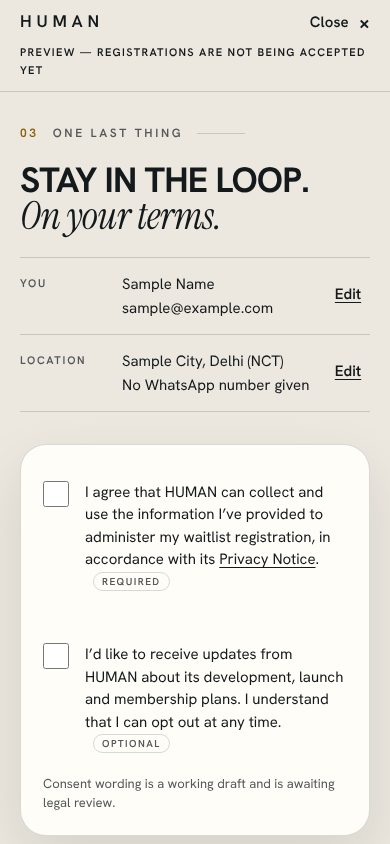 HUMAN
Close ×
PREVIEW — REGISTRATIONS ARE NOT BEING ACCEPTED
YET
03 ONE LAST THING
STAY IN THE LOOP.
On your terms.
YOU
Sample Name
sample@example.com
Edit
LOCATION
Sample City, Delhi (NCT)
No WhatsApp number given
Edit
I agree that HUMAN can collect and
use the information I’ve provided to
administer my waitlist registration, in
accordance with its Privacy Notice.
REQUIRED
I’d like to receive updates from
HUMAN about its development, launch
and membership plans. I understand
that I can opt out at any time.
OPTIONAL
Consent wording is a working draft and is awaiting
legal review.